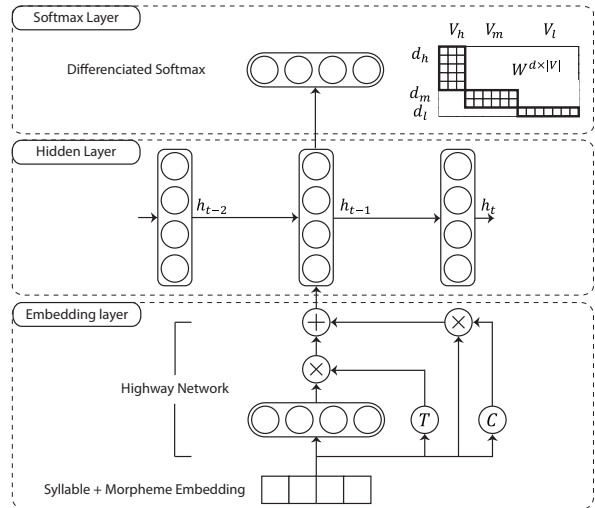 Softmax Layer
V_h V_m V_l
d_h
Differenciated Softmax
W^{d×|V|}
d_m
d_l
Hidden Layer
h_{t−2} h_{t−1} h_t
Embedding layer
+ ×
×
Highway Network
T C
Syllable + Morpheme Embedding